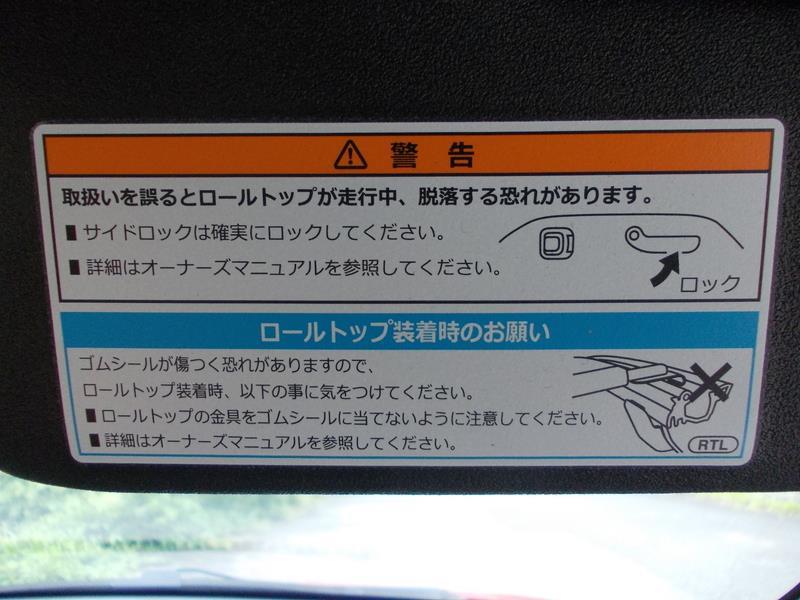 警告
取扱いを誤るとロールトップが走行中、脱落する恐れがあります。
■ サイドロックは確実にロックしてください。
■ 詳細はオーナーズマニュアルを参照してください。
ロック
ロールトップ装着時のお願い
ゴムシールが傷つく恐れがありますので、
ロールトップ装着時、以下の事に気をつけてください。
■ ロールトップの金具をゴムシールに当てないように注意してください。
■ 詳細はオーナーズマニュアルを参照してください。
RTL